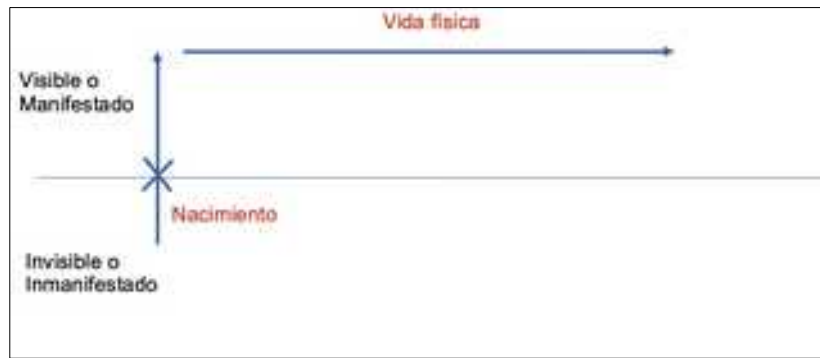 Vida física
Visible o
Manifestado
Nacimiento
Invisible o
Inmanifestado